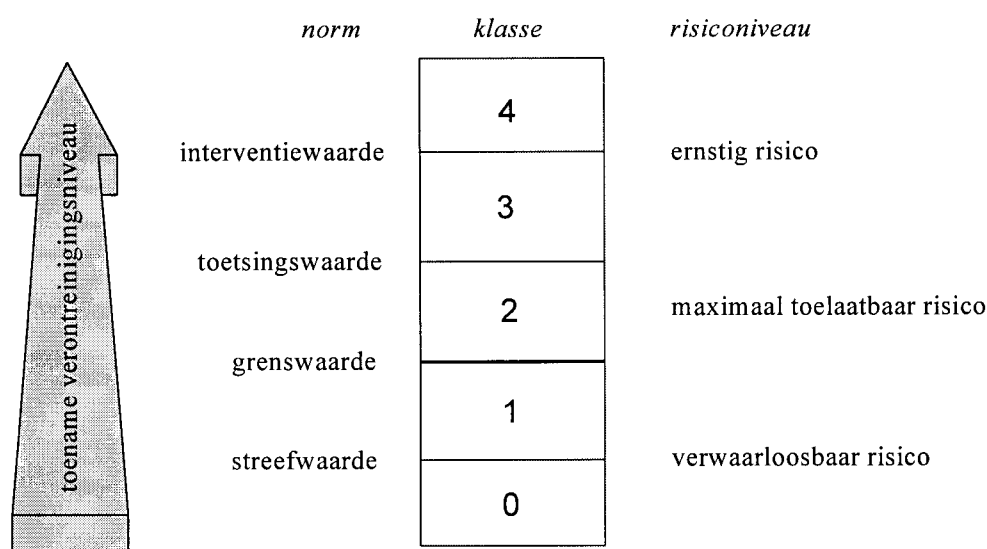 norm klasse risiconiveau
4
interventiewaarde ernstig risico
3
toetsingswaarde
2 maximaal toelaatbaar risico
grenswaarde
1
streefwaarde verwaarloosbaar risico
0
toename verontreinigingsniveau